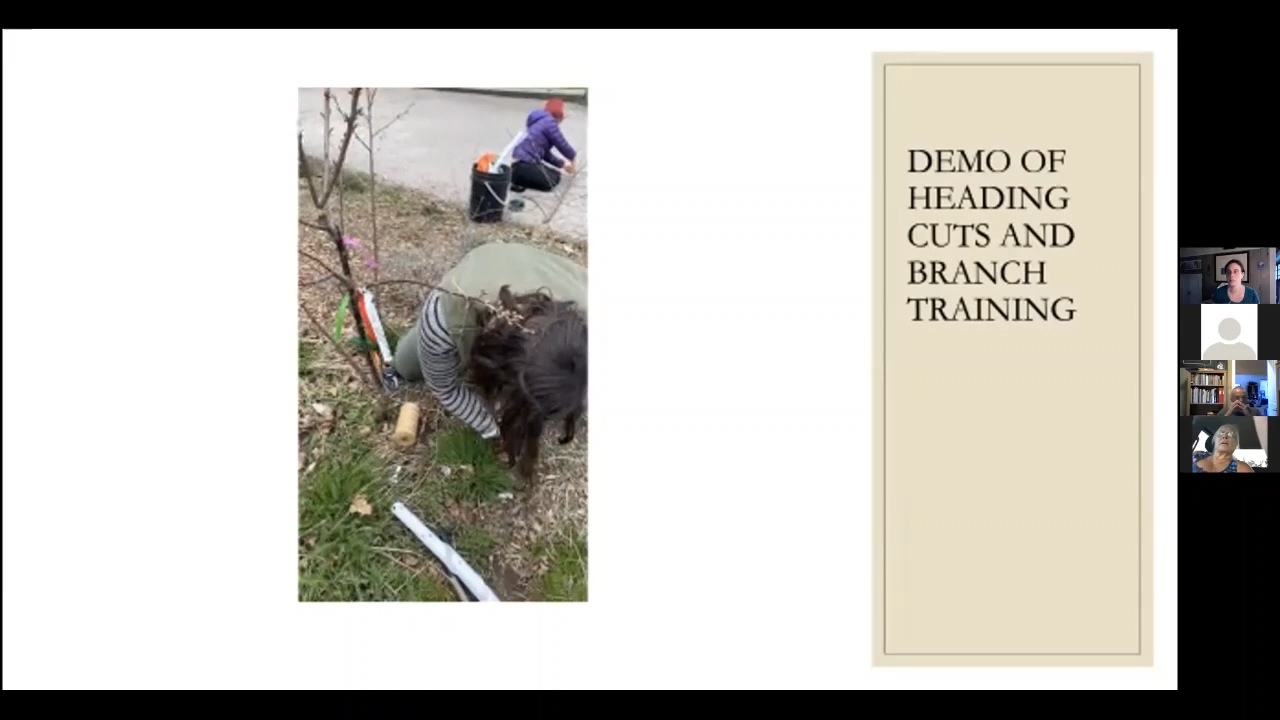 DEMO OF
HEADING
CUTS AND
BRANCH
TRAINING